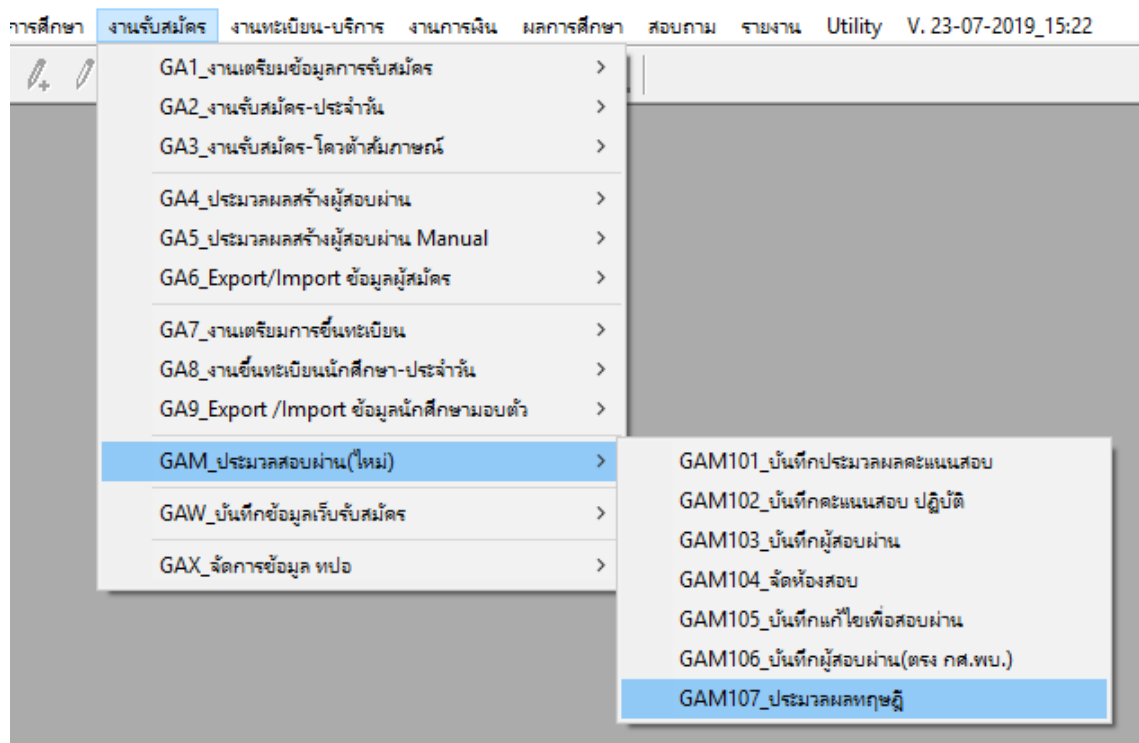 การศึกษา งานรับสมัคร งานทะเบียน-บริการ งานการเงิน ผลการศึกษา สอบถาม รายงาน Utility V. 23-07-2019_15:22
GA1_งานเตรียมข้อมูลการรับสมัคร
GA2_งานรับสมัคร-ประจำวัน
GA3_งานรับสมัคร-โควต้าสัมภาษณ์
GA4_ประมวลผลสร้างผู้สอบผ่าน
GA5_ประมวลผลสร้างผู้สอบผ่าน Manual
GA6_Export/Import ข้อมูลผู้สมัคร
GA7_งานเตรียมการขึ้นทะเบียน
GA8_งานขึ้นทะเบียนนักศึกษา-ประจำวัน
GA9_Export /Import ข้อมูลนักศึกษามอบตัว
GAM_ประมวลสอบผ่าน(ใหม่)
GAW_บันทึกข้อมูลเว็บรับสมัคร
GAX_จัดการข้อมูล ทปอ
GAM101_บันทึกประมวลผลคะแนนสอบ
GAM102_บันทึกคะแนนสอบ ปฏิบัติ
GAM103_บันทึกผู้สอบผ่าน
GAM104_จัดห้องสอบ
GAM105_บันทึกแก้ไขเพื่อสอบผ่าน
GAM106_บันทึกผู้สอบผ่าน(ตรง กศ.พบ.)
GAM107_ประมวลผลทฤษฎี